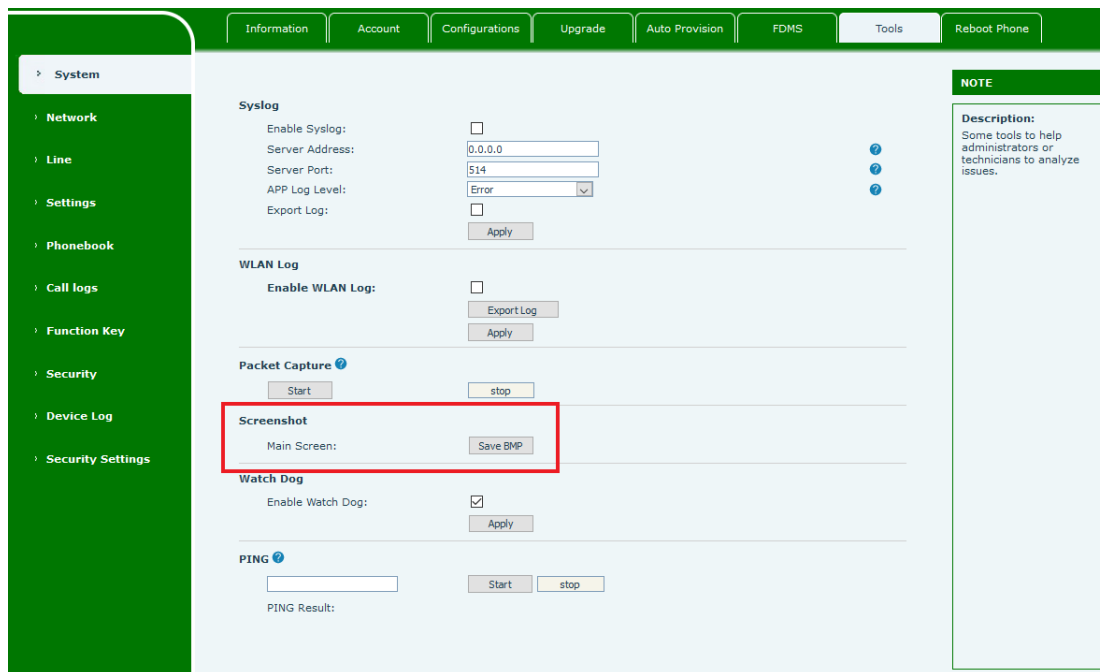 Information Account Configurations Upgrade Auto Provision FDMS Tools Reboot Phone
System
Network
Line
Settings
Phonebook
Call logs
Function Key
Security
Device Log
Security Settings
Syslog
Enable Syslog:
Server Address: 0.0.0.0
Server Port: 514
APP Log Level: Error
Export Log:
Apply
WLAN Log
Enable WLAN Log:
Export Log
Apply
Packet Capture ?
Start stop
Screenshot
Main Screen: Save BMP
Watch Dog
Enable Watch Dog:
Apply
PING ?
Start stop
PING Result:
NOTE
Description:
Some tools to help
administrators or
technicians to analyze
issues.